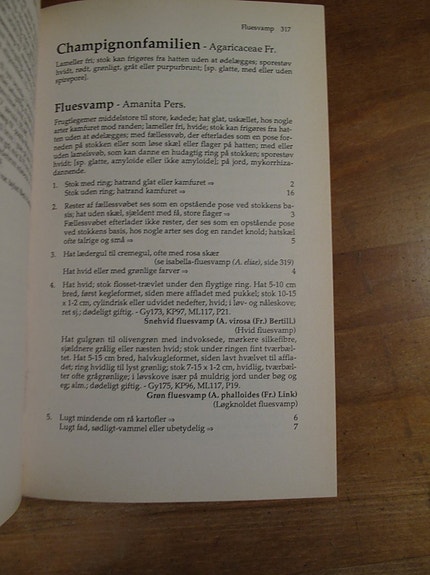 Fluesvamp 317
Champignonfamilien - Agaricaceae Fr.
Lameller fri; stok kan frigøres fra hatten uden at ødelægges; sporestøv
hvidt, rødt, grønligt, gråt eller purpurbrunt; [sp. glatte, med eller uden
spirepore].
Fluesvamp - Amanita Pers.
Frugtlegemer middelstore til store, kødede; hat glat, uskællet, hos nogle
arter kamfuret mod randen; lameller fri, hvide; stok kan frigøres fra hat-
ten uden at ødelægges; med fællessvøb, der efterlades som en pose for-
neden på stokken eller som løse skæl eller flager på hatten; med eller
uden lamelsvøb, som kan danne en hudagtig ring på stokken; sporestøv
hvidt; [sp. glatte, amyloide eller ikke amyloide]; på jord, mykorrhiza-
dannende.
1. Stok med ring; hatrand glat eller kamfuret ⇒ 2
Stok uden ring; hatrand kamfuret ⇒ 16
2. Rester af fællessvøbet ses som en opstående pose ved stokkens ba-
sis; hat uden skæl, sjældent med få, store flager ⇒ 3
Fællessvøbet efterlader ikke rester, der ses som en opstående pose
ved stokkens basis, hos nogle arter ses dog en randet knold; hatskæl
ofte talrige og små ⇒ 5
3. Hat lædergul til cremegul, ofte med rosa skær
(se isabella-fluesvamp (A. eliae), side 319)
Hat hvid eller med grønlige farver ⇒ 4
4. Hat hvid; stok flosset-trævlet under den flygtige ring. Hat 5-10 cm
bred, først kegleformet, siden mere affladet med pukkel; stok 10-15
x 1-2 cm, cylindrisk eller udvidet nedefter, hvid; i løv- og nåleskove;
ret sj.; dødeligt giftig. - Gy173, KP97, ML117, P21.
Snehvid fluesvamp (A. virosa (Fr.) Bertill.)
(Hvid fluesvamp)
Hat gulgrøn til olivengrøn med indvoksede, mørkere silkefibre,
sjældnere grålig eller næsten hvid; stok under ringen fint tværbæl-
tet. Hat 5-15 cm bred, halvkugleformet, siden lavt hvælvet til affla-
det; ring hvidlig til lyst grønlig; stok 7-15 x 1-2 cm, hvidlig, tværbæl-
ter ofte grågrønlige; i løvskove især på muldrig jord under bøg og
eg; alm.; dødeligt giftig. - Gy175, KP96, ML117, P19.
Grøn fluesvamp (A. phalloides (Fr.) Link)
(Løgknoldet fluesvamp)
5. Lugt mindende om rå kartofler ⇒ 6
Lugt fad, sødligt-vammel eller ubetydelig ⇒ 7